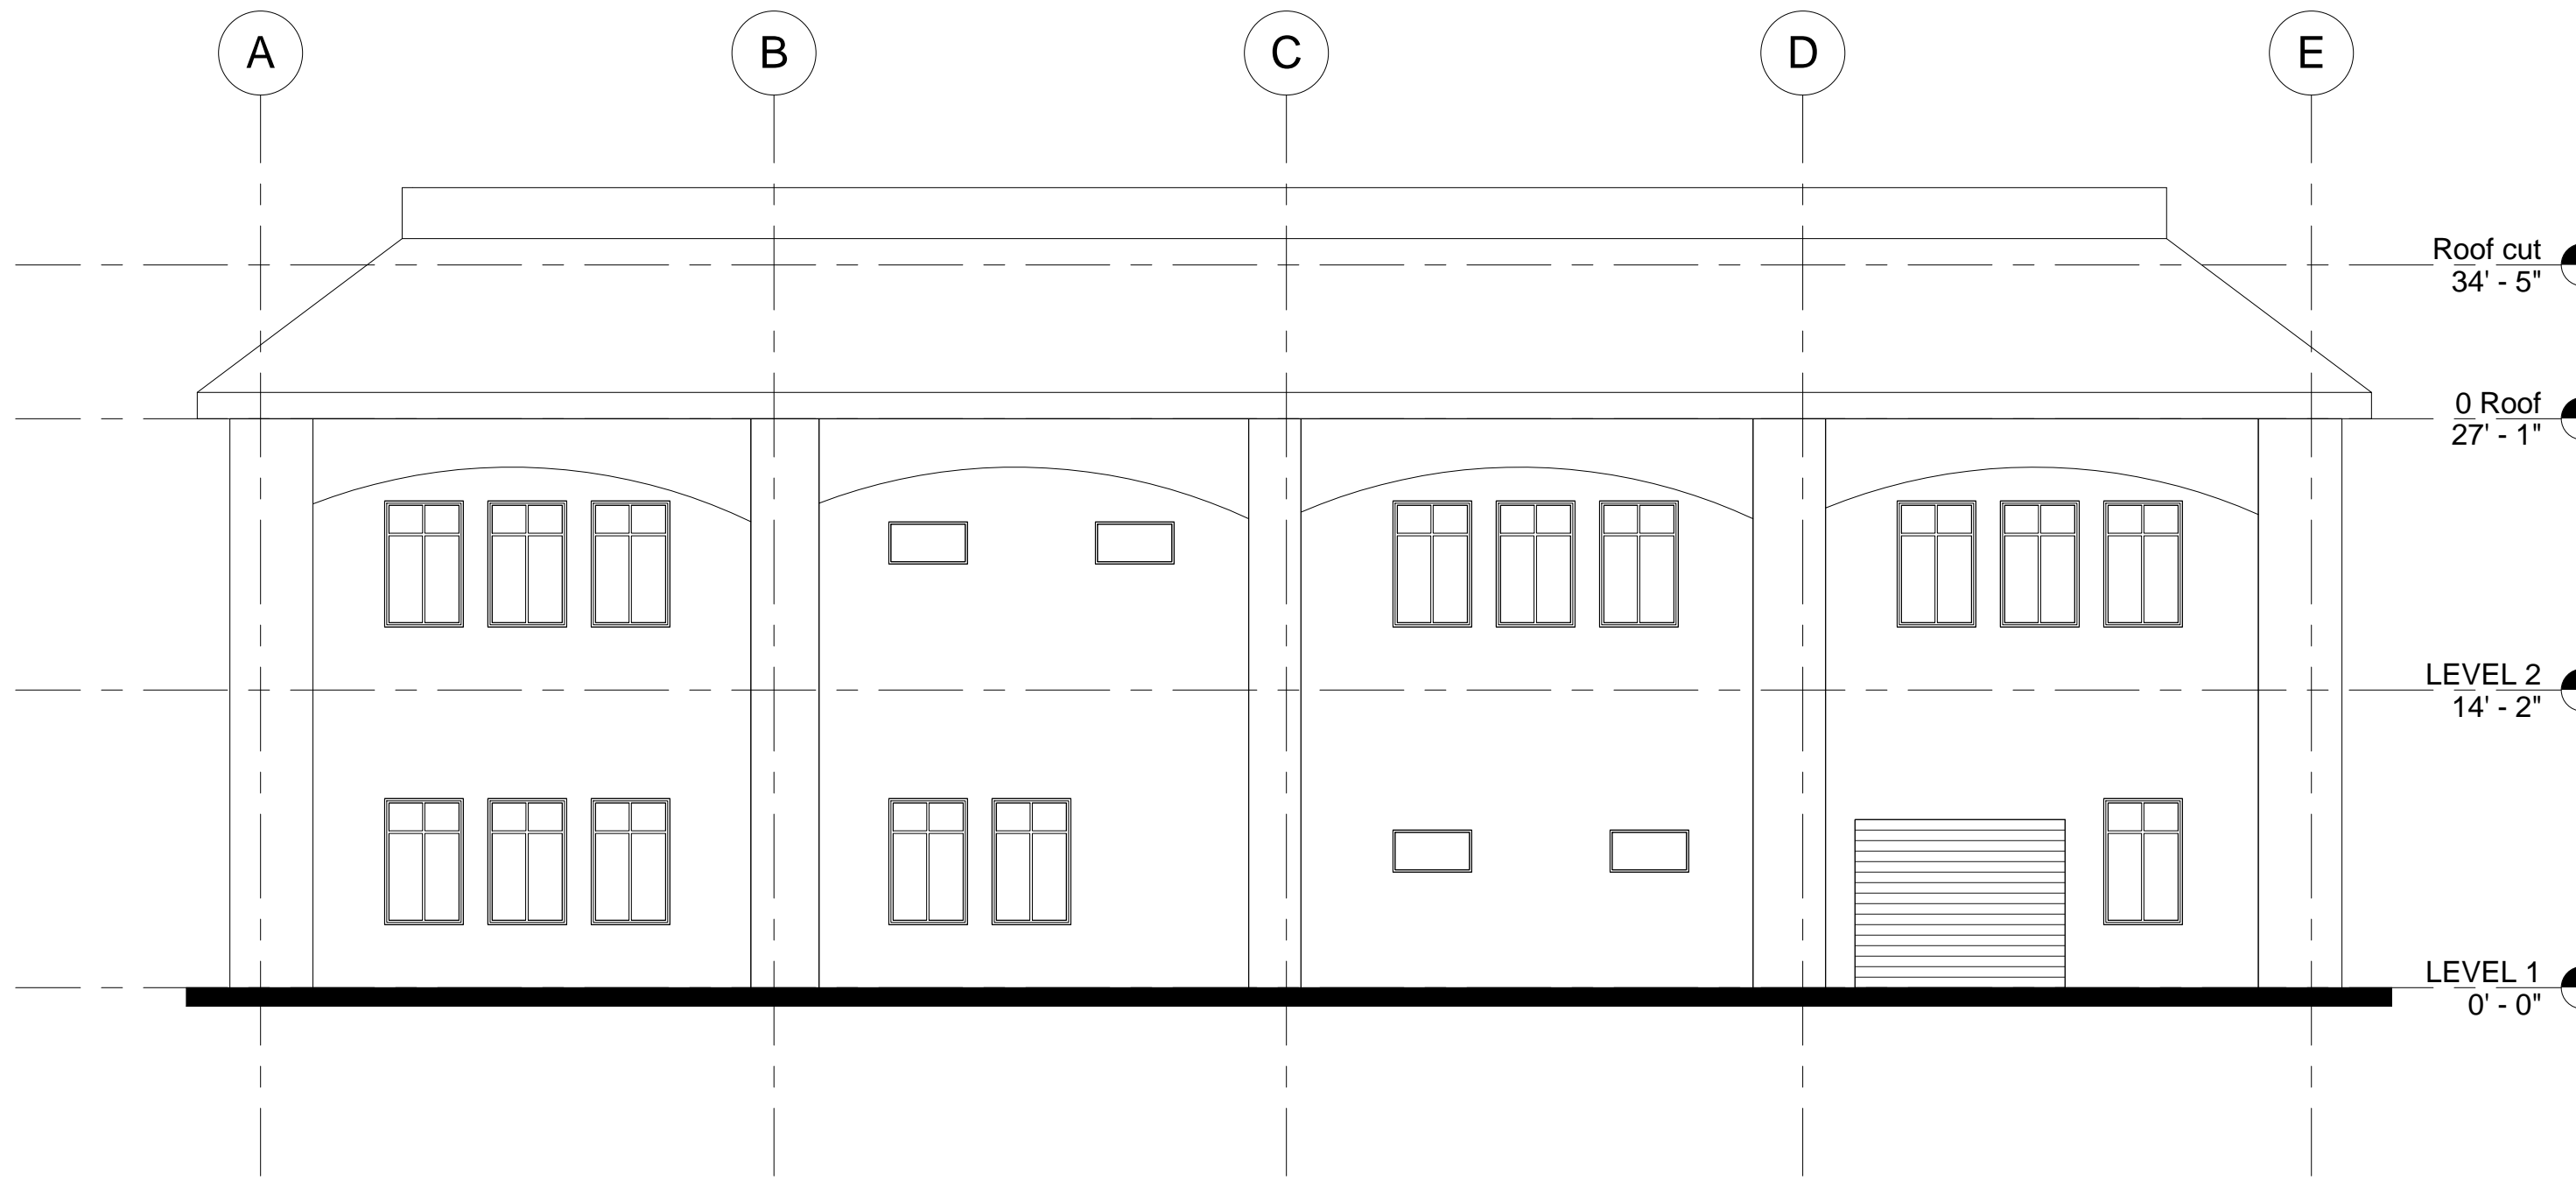 A B C D E
Roof cut
34' - 5"
0 Roof
27' - 1"
LEVEL 2
14' - 2"
LEVEL 1
0' - 0"